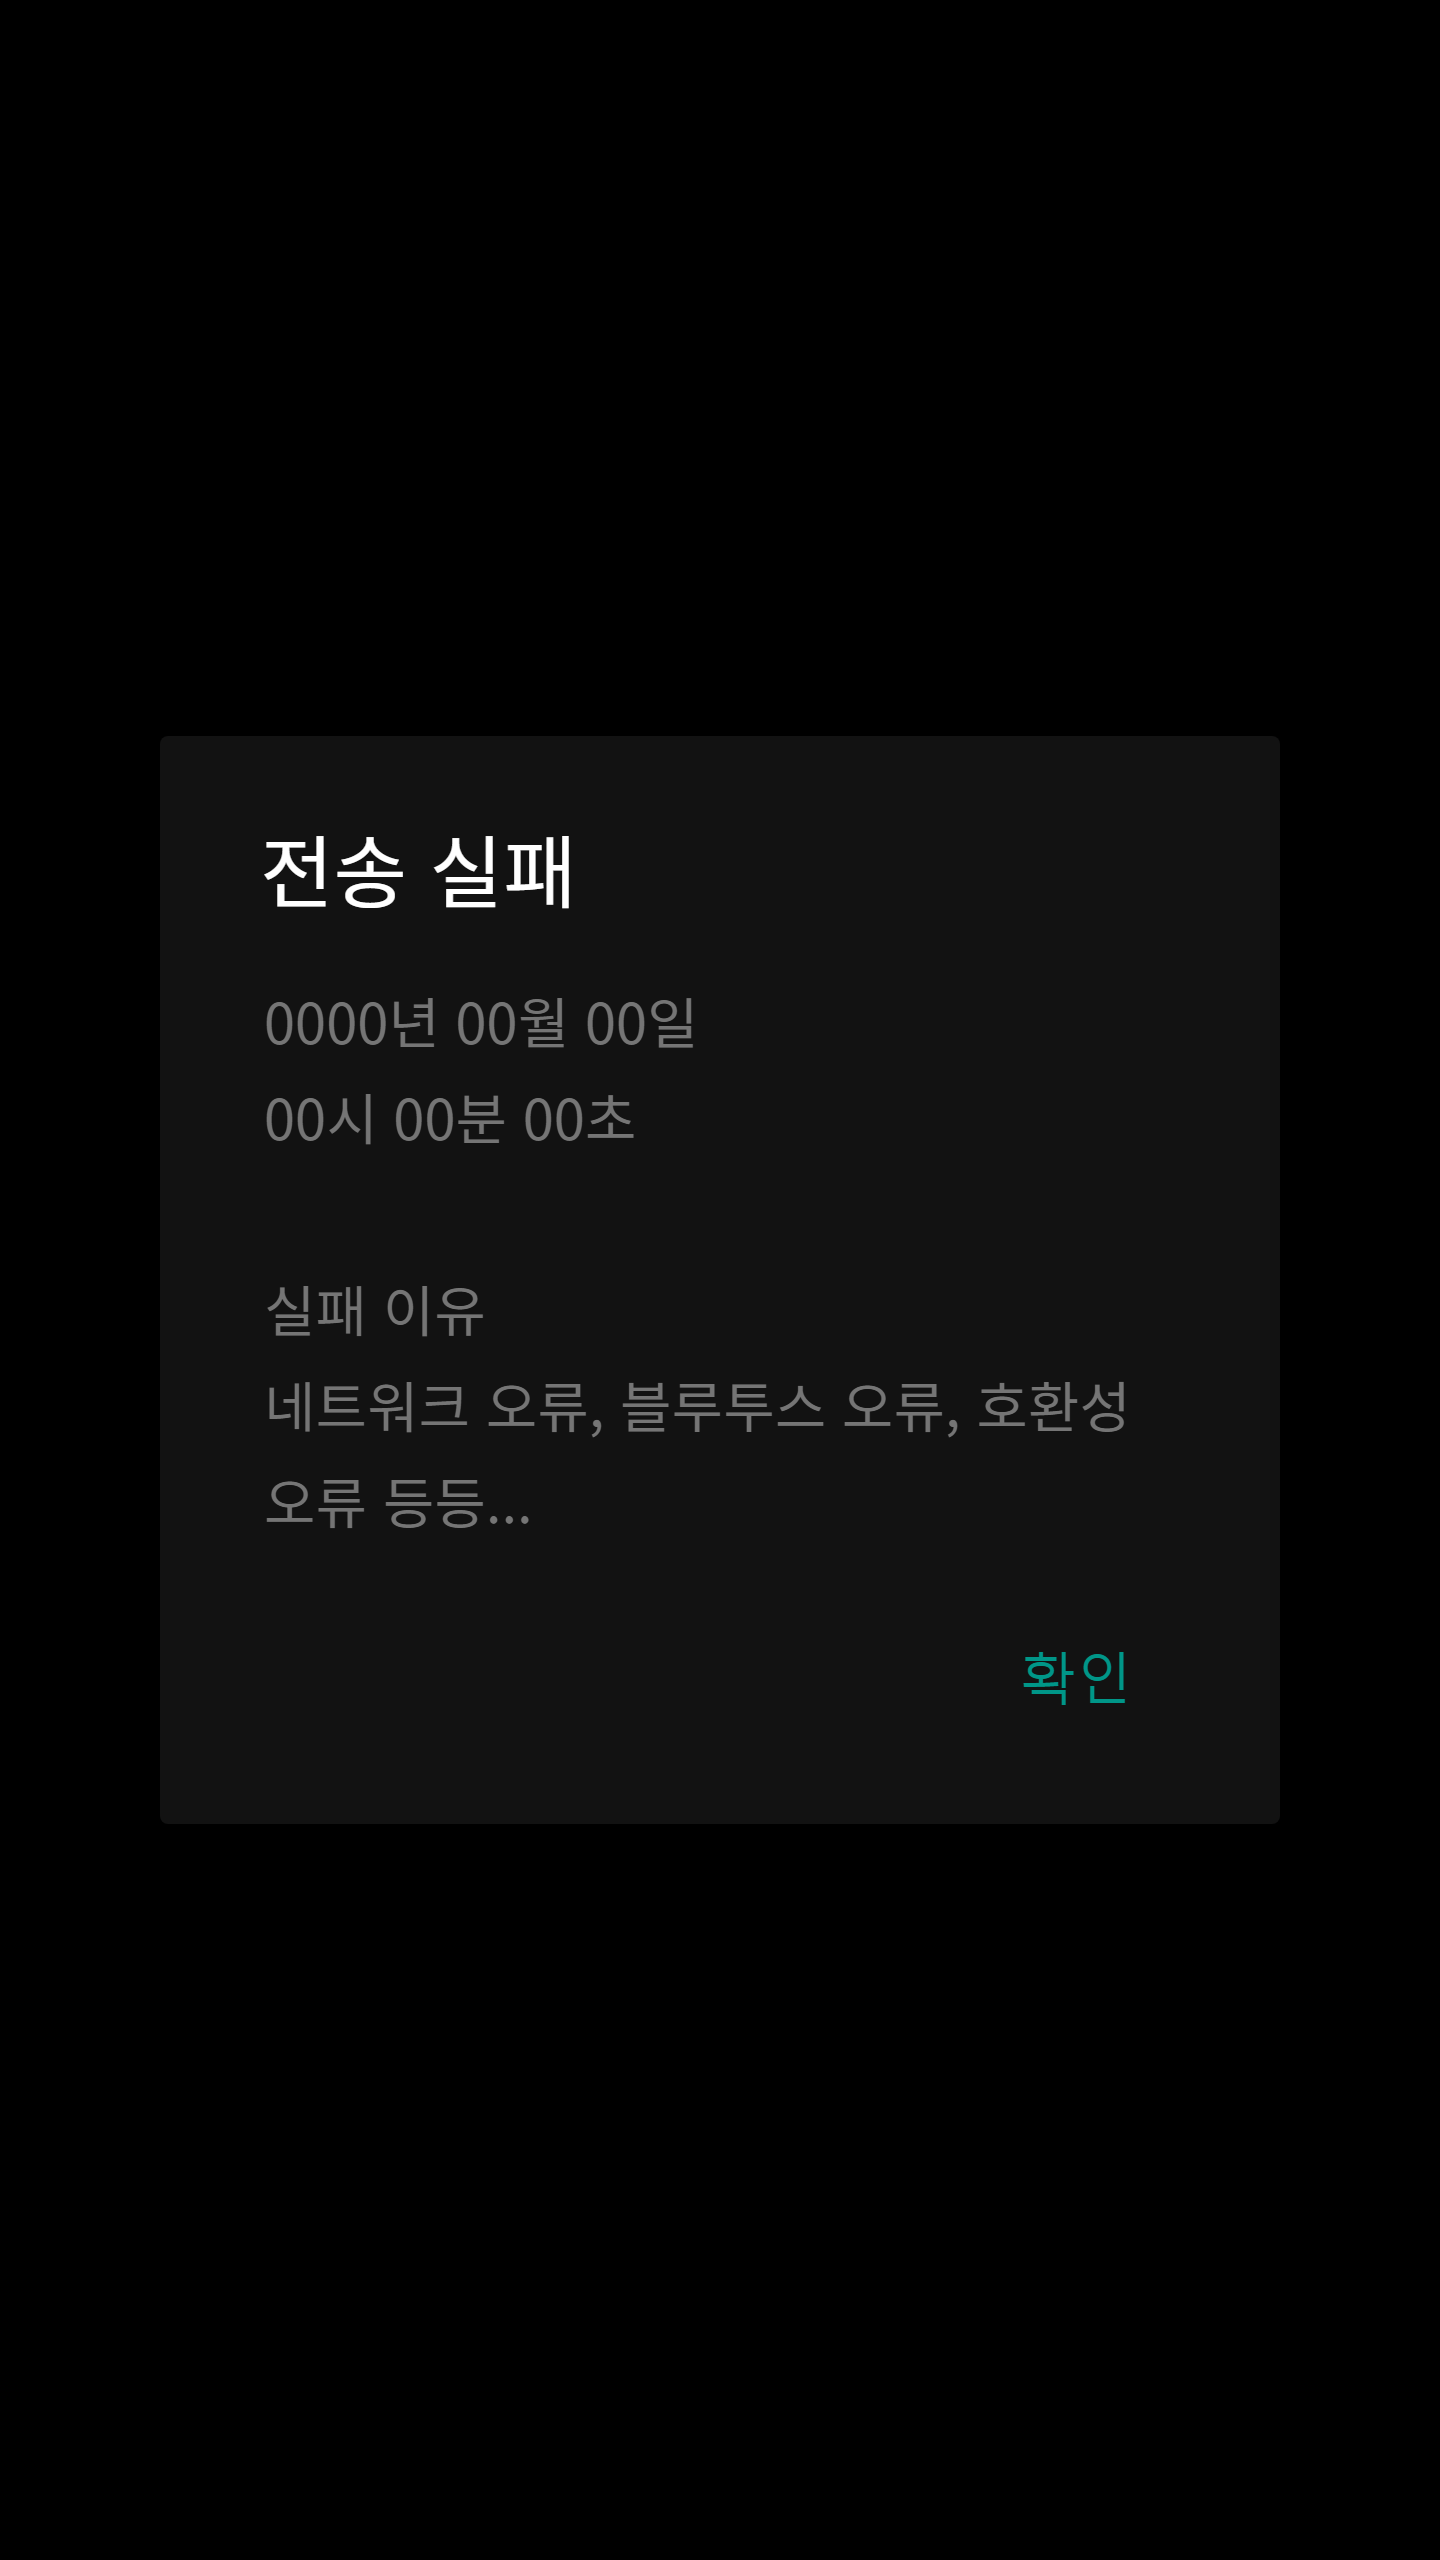 전송 실패
0000년 00월 00일
00시 00분 00초
실패 이유
네트워크 오류, 블루투스 오류, 호환성
오류 등등...
확인